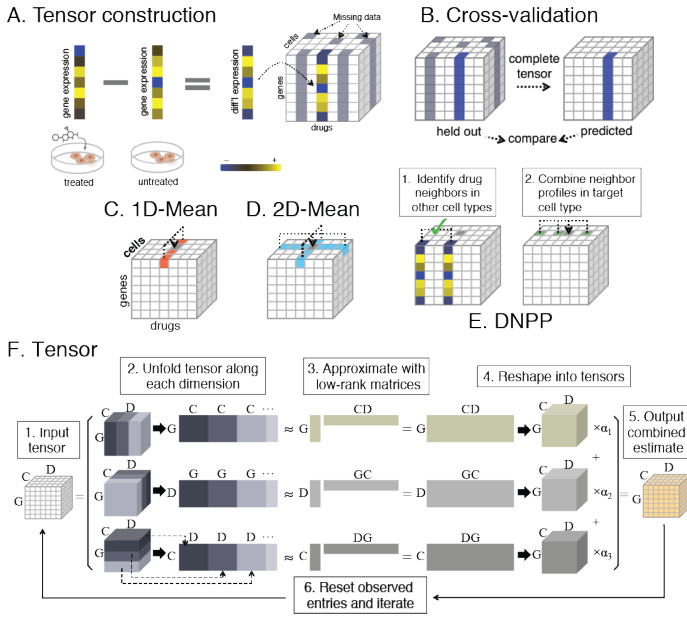 A. Tensor construction
gene expression
gene expression
diff'l expression
treated
untreated
− +
Missing data
cells
genes
drugs
B. Cross-validation
complete
tensor
held out
predicted
compare
C. 1D-Mean
cells
genes
drugs
D. 2D-Mean
1. Identify drug
neighbors in
other cell types
2. Combine neighbor
profiles in target
cell type
E. DNPP
F. Tensor
1. Input
tensor
C D
G
=
2. Unfold tensor along
each dimension
3. Approximate with
low-rank matrices
4. Reshape into tensors
5. Output
combined
estimate
C D
G
G C C C ...
≈ G CD
= G CD
C D
G ×α1
+
C D
G
D G G G ...
≈ D GC
= D GC
C D
G ×α2
+
C D
G
C D D D ...
≈ C DG
= C DG
C D
G ×α3
=
C D
G
6. Reset observed
entries and iterate